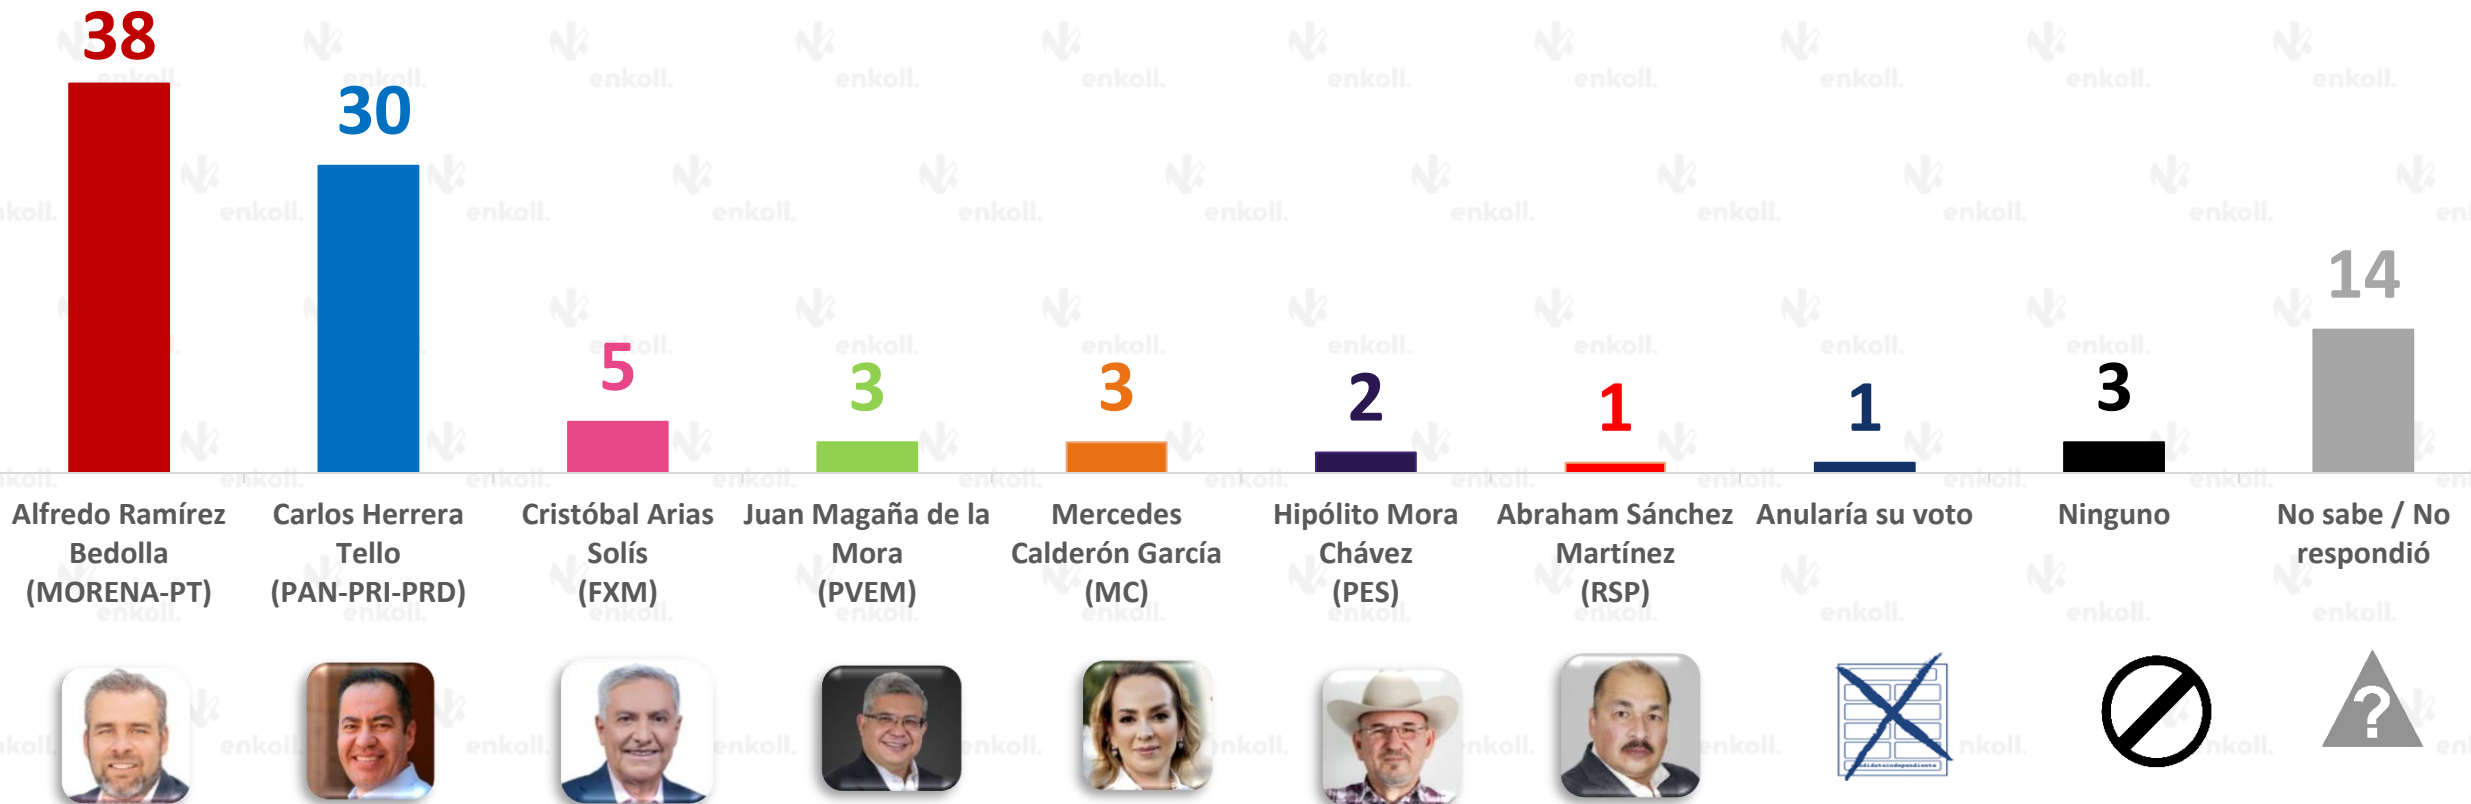 38
30
5
3
3
2
1
1
3
14
Alfredo Ramírez
Bedolla
(MORENA-PT)
Carlos Herrera
Tello
(PAN-PRI-PRD)
Cristóbal Arias
Solís
(FXM)
Juan Magaña de la
Mora
(PVEM)
Mercedes
Calderón García
(MC)
Hipólito Mora
Chávez
(PES)
Abraham Sánchez
Martínez
(RSP)
Anularía su voto
Ninguno
No sabe / No
respondió
?
enkoll.